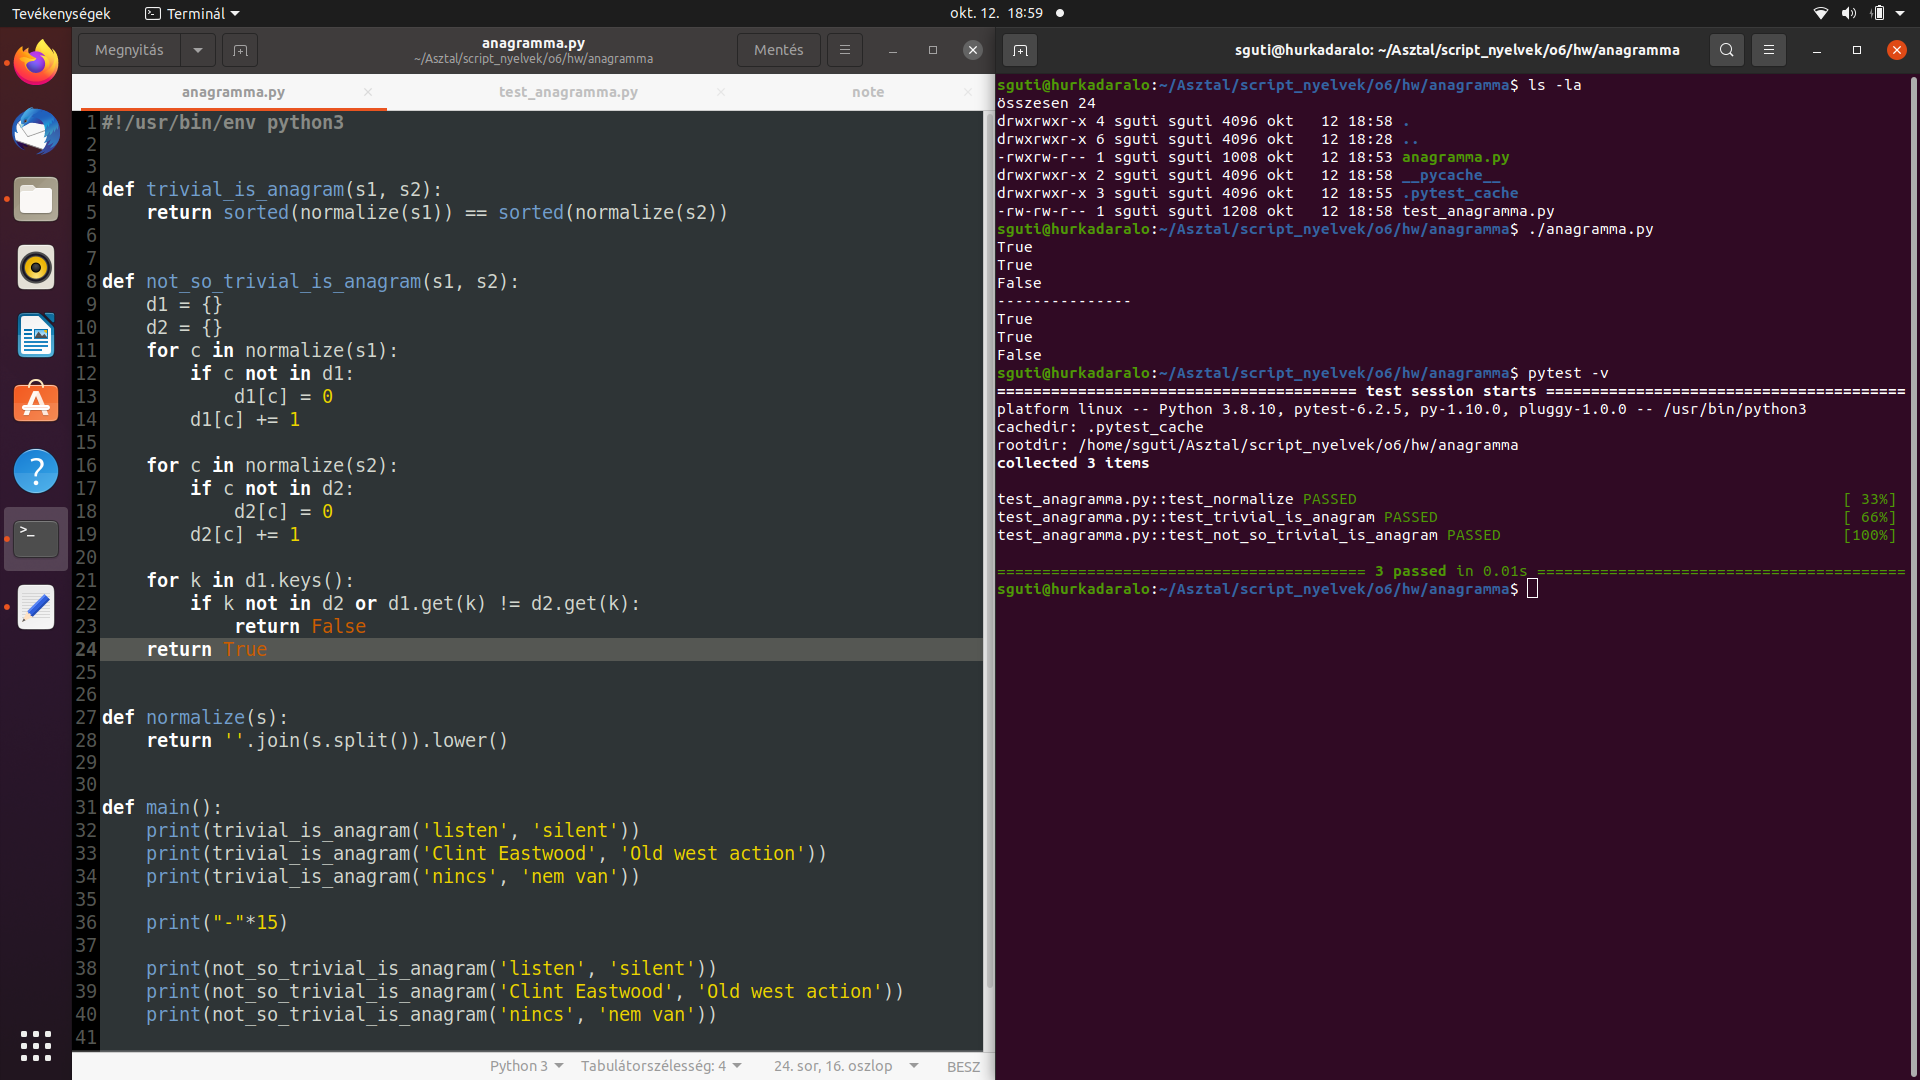 Tevékenységek
Terminál
okt. 12. 18:59
Megnyitás
anagramma.py
~/Asztal/script_nyelvek/o6/hw/anagramma
Mentés
anagramma.py
test_anagramma.py
note
1 #!/usr/bin/env python3
2
3
4 def trivial_is_anagram(s1, s2):
5     return sorted(normalize(s1)) == sorted(normalize(s2))
6
7
8 def not_so_trivial_is_anagram(s1, s2):
9     d1 = {}
10     d2 = {}
11     for c in normalize(s1):
12         if c not in d1:
13             d1[c] = 0
14         d1[c] += 1
15
16     for c in normalize(s2):
17         if c not in d2:
18             d2[c] = 0
19         d2[c] += 1
20
21     for k in d1.keys():
22         if k not in d2 or d1.get(k) != d2.get(k):
23             return False
24     return True
25
26
27 def normalize(s):
28     return ''.join(s.split()).lower()
29
30
31 def main():
32     print(trivial_is_anagram('listen', 'silent'))
33     print(trivial_is_anagram('Clint Eastwood', 'Old west action'))
34     print(trivial_is_anagram('nincs', 'nem van'))
35
36     print("-"*15)
37
38     print(not_so_trivial_is_anagram('listen', 'silent'))
39     print(not_so_trivial_is_anagram('Clint Eastwood', 'Old west action'))
40     print(not_so_trivial_is_anagram('nincs', 'nem van'))
41
Python 3
Tabulátorszélesség: 4
24. sor, 16. oszlop
BESZ
sguti@hurkadaralo: ~/Asztal/script_nyelvek/o6/hw/anagramma
sguti@hurkadaralo:~/Asztal/script_nyelvek/o6/hw/anagramma$ ls -la
összesen 24
drwxrwxr-x 4 sguti sguti 4096 okt   12 18:58 .
drwxrwxr-x 6 sguti sguti 4096 okt   12 18:28 ..
-rwxrw-r-- 1 sguti sguti 1008 okt   12 18:53 anagramma.py
drwxrwxr-x 2 sguti sguti 4096 okt   12 18:58 __pycache__
drwxrwxr-x 3 sguti sguti 4096 okt   12 18:55 .pytest_cache
-rw-rw-r-- 1 sguti sguti 1208 okt   12 18:58 test_anagramma.py
sguti@hurkadaralo:~/Asztal/script_nyelvek/o6/hw/anagramma$ ./anagramma.py
True
True
False
---------------
True
True
False
sguti@hurkadaralo:~/Asztal/script_nyelvek/o6/hw/anagramma$ pytest -v
======================================== test session starts ========================================
platform linux -- Python 3.8.10, pytest-6.2.5, py-1.10.0, pluggy-1.0.0 -- /usr/bin/python3
cachedir: .pytest_cache
rootdir: /home/sguti/Asztal/script_nyelvek/o6/hw/anagramma
collected 3 items
test_anagramma.py::test_normalize PASSED [ 33%]
test_anagramma.py::test_trivial_is_anagram PASSED [ 66%]
test_anagramma.py::test_not_so_trivial_is_anagram PASSED [100%]
========================================= 3 passed in 0.01s =========================================
sguti@hurkadaralo:~/Asztal/script_nyelvek/o6/hw/anagramma$